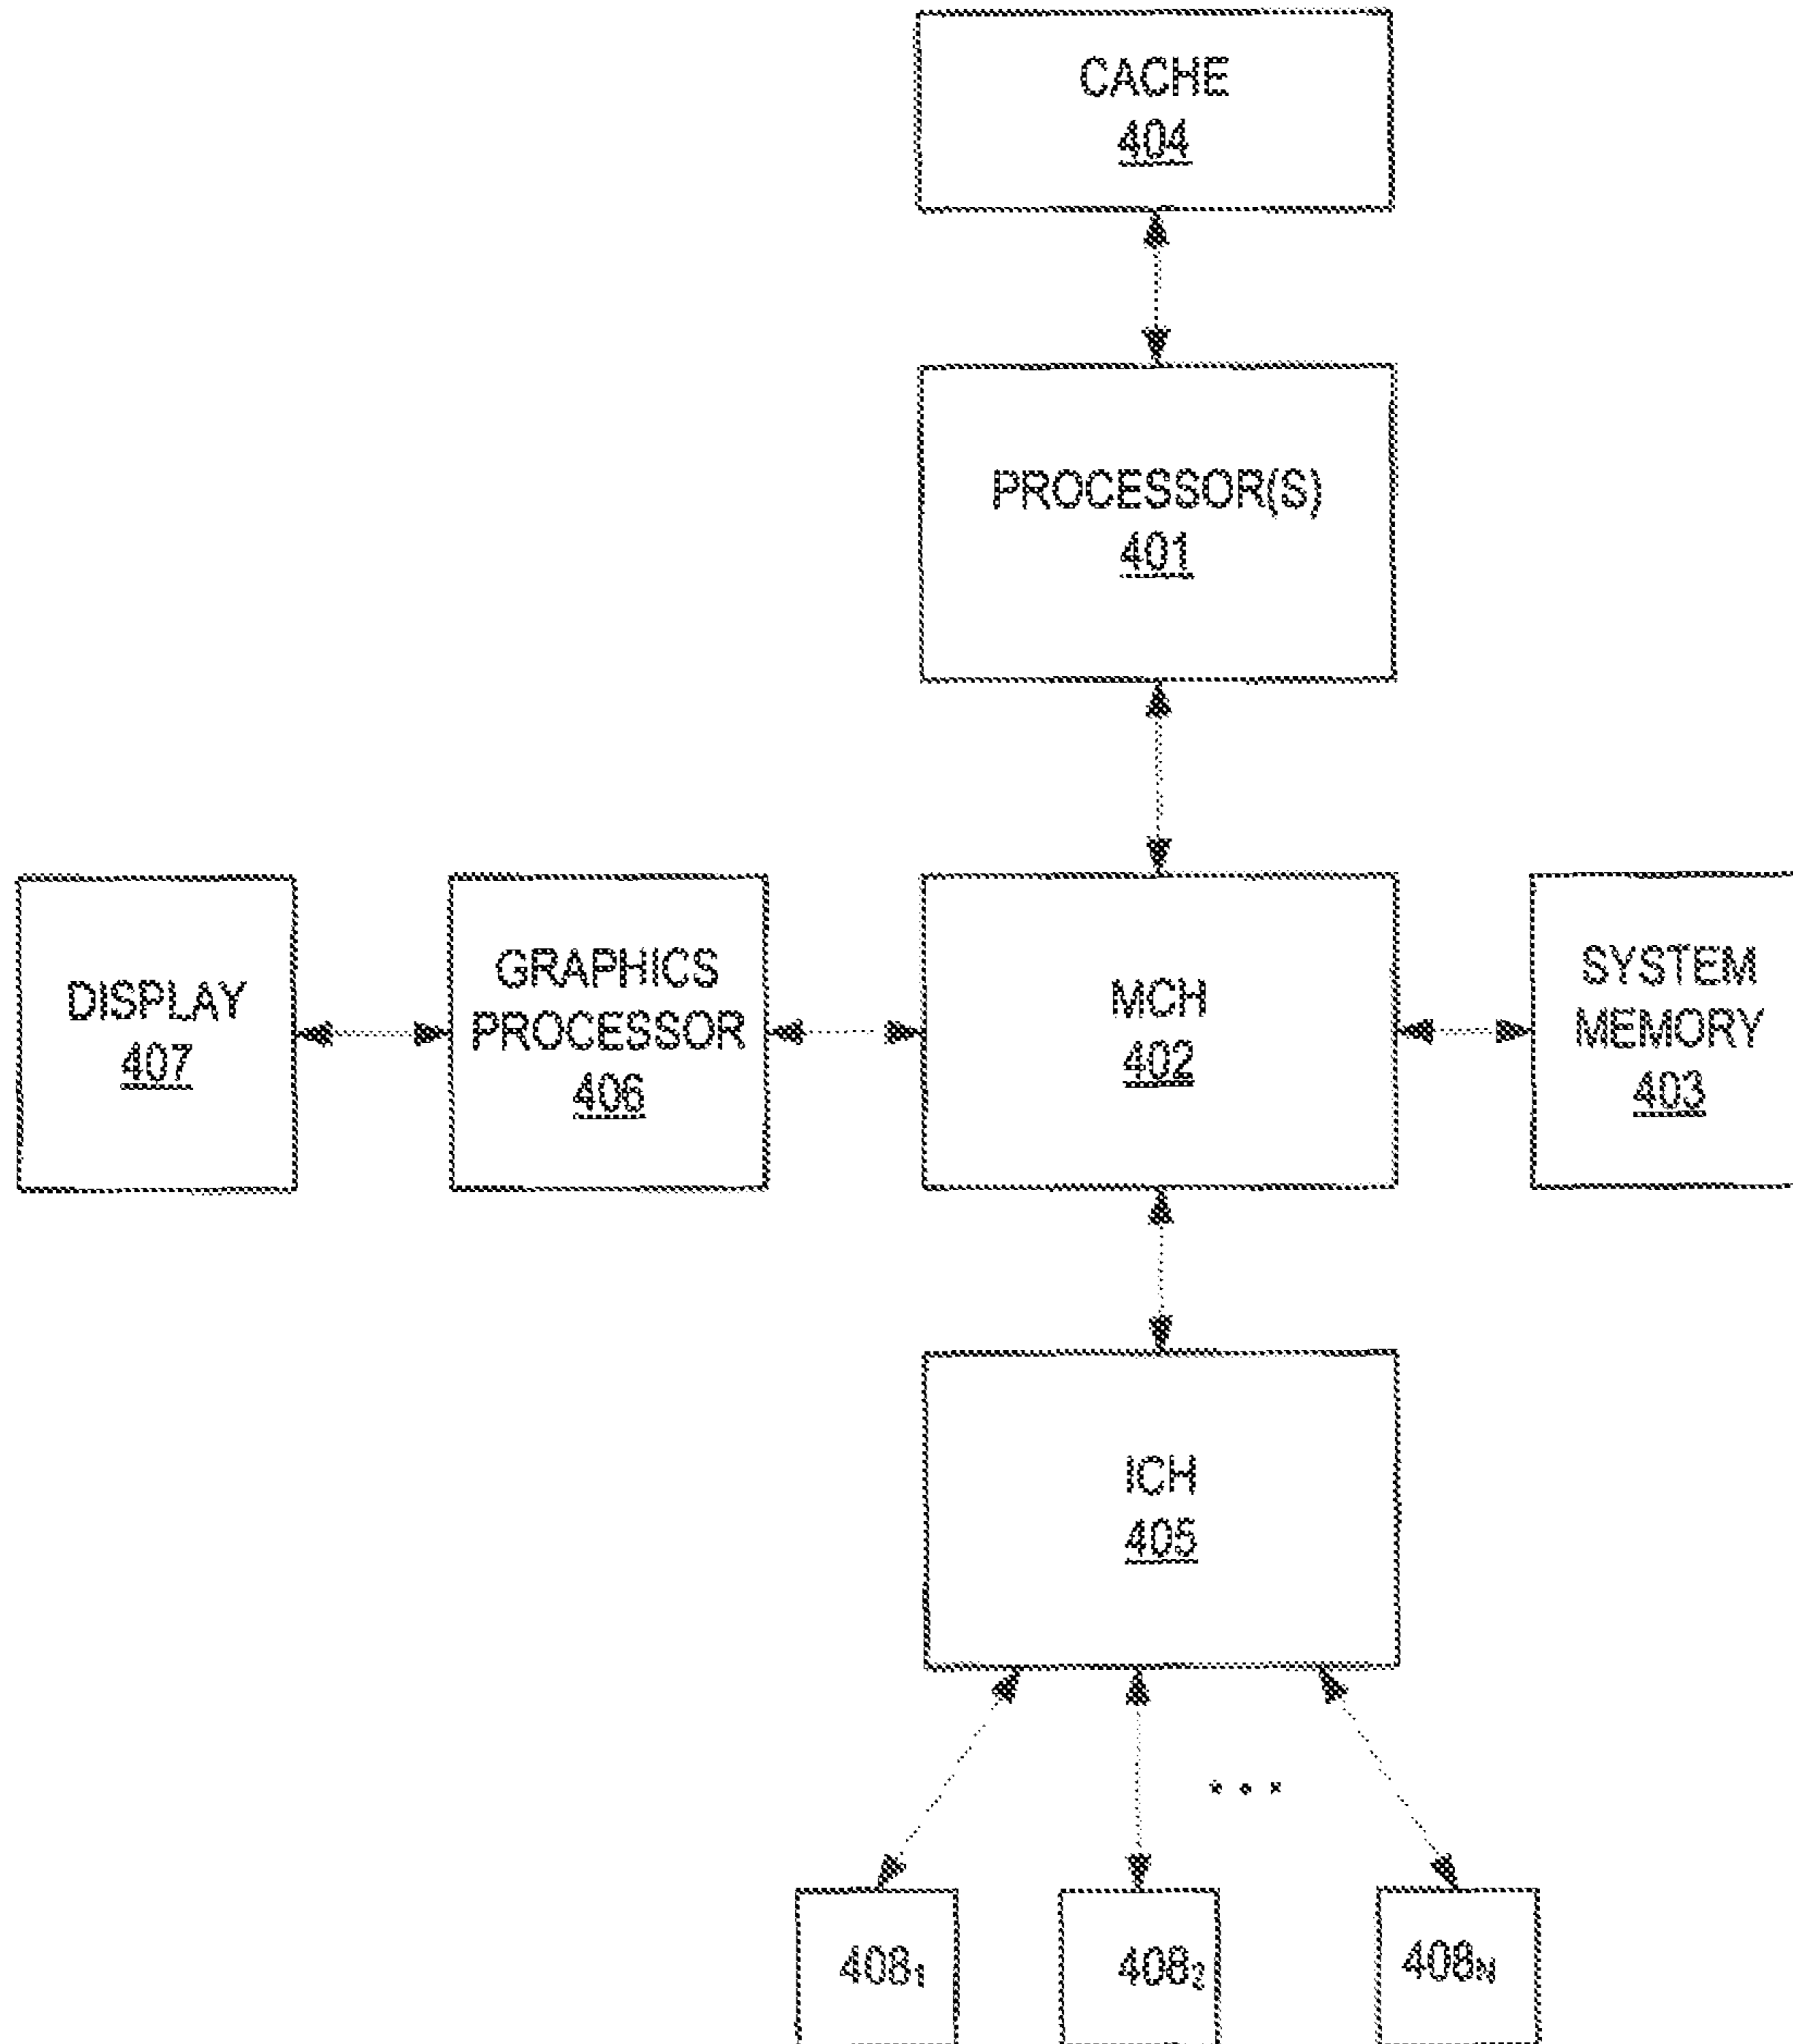 CACHE
404
PROCESSOR(S)
401
DISPLAY
407
GRAPHICS
PROCESSOR
406
MCH
402
SYSTEM
MEMORY
403
ICH
405
...
408₁
408₂
408N